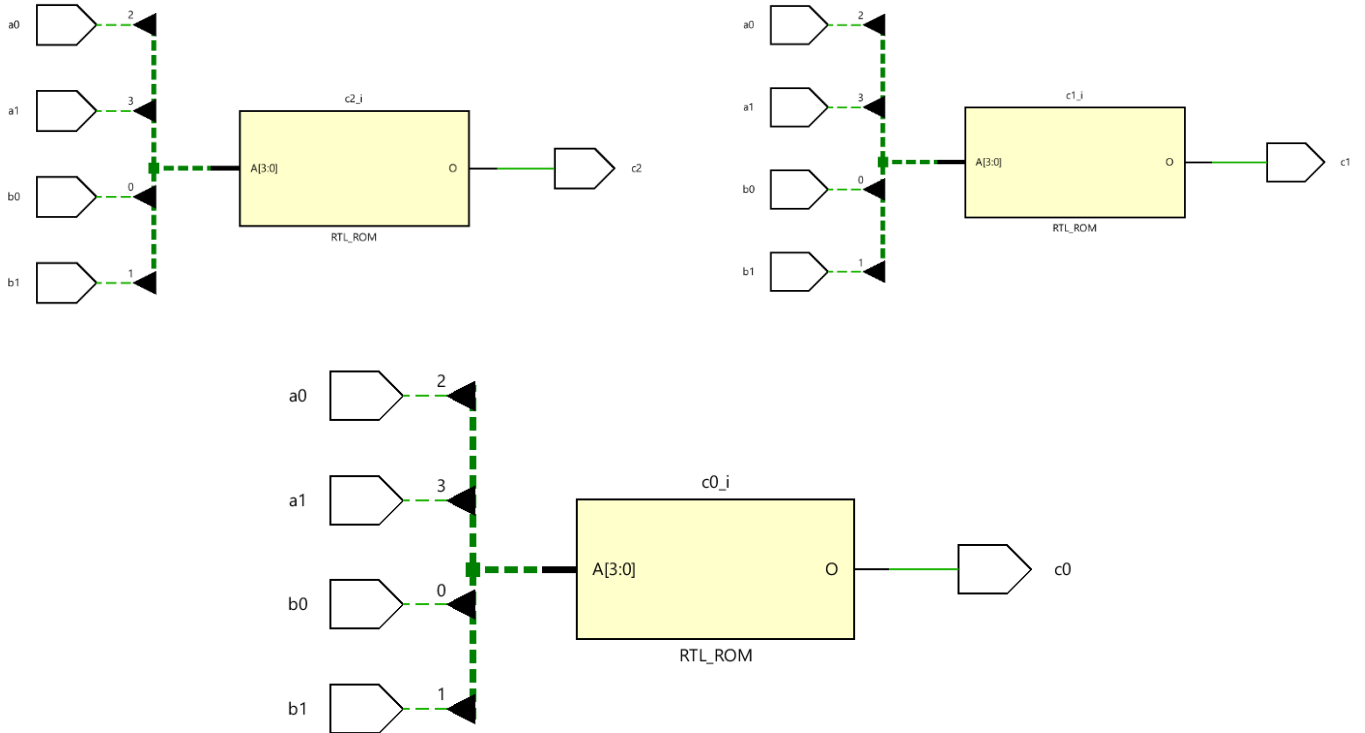 a0
2
a1
3
b0
0
b1
1
c2_i
A[3:0]
O
RTL_ROM
c2
a0
2
a1
3
b0
0
b1
1
c1_i
A[3:0]
O
RTL_ROM
c1
a0
2
a1
3
b0
0
b1
1
c0_i
A[3:0]
O
RTL_ROM
c0